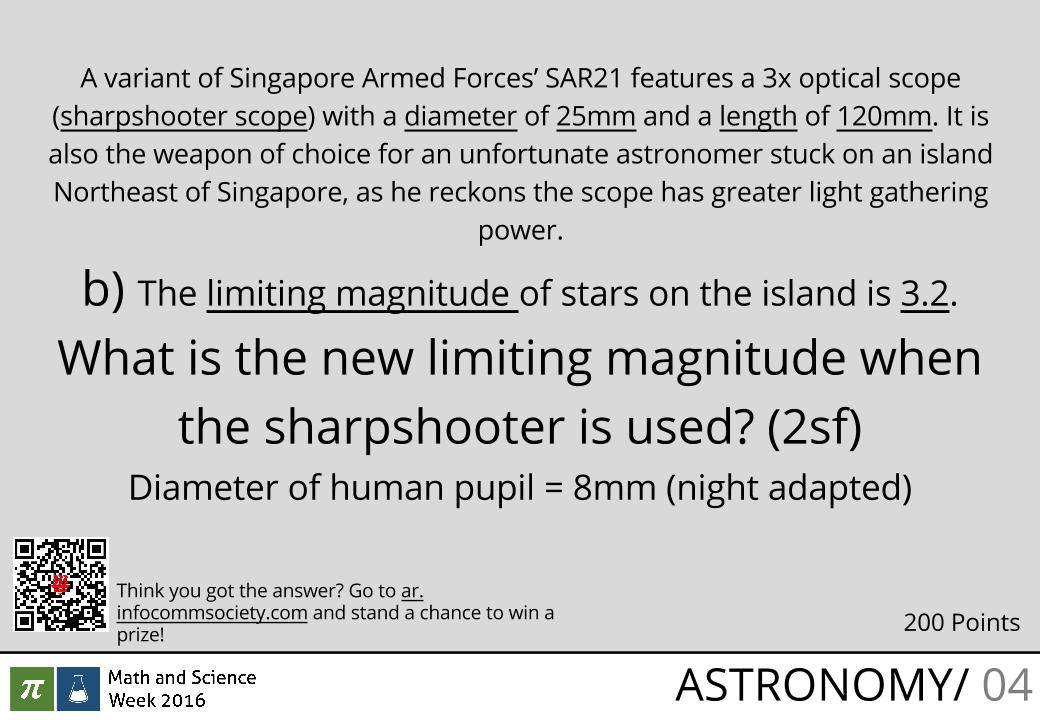 A variant of Singapore Armed Forces’ SAR21 features a 3x optical scope
(sharpshooter scope) with a diameter of 25mm and a length of 120mm. It is
also the weapon of choice for an unfortunate astronomer stuck on an island
Northeast of Singapore, as he reckons the scope has greater light gathering
power.
b) The limiting magnitude of stars on the island is 3.2.
What is the new limiting magnitude when
the sharpshooter is used? (2sf)
Diameter of human pupil = 8mm (night adapted)
Think you got the answer? Go to ar.
infocommsociety.com and stand a chance to win a
prize!
200 Points
π
Math and Science
Week 2016
ASTRONOMY/ 04